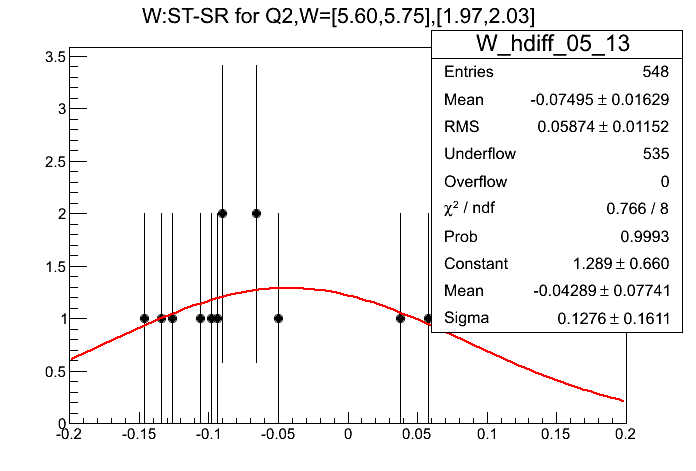 W:ST-SR for Q2,W=[5.60,5.75],[1.97,2.03]
W_hdiff_05_13
Entries 548
Mean -0.07495 ± 0.01629
RMS 0.05874 ± 0.01152
Underflow 535
Overflow 0
χ² / ndf 0.766 / 8
Prob 0.9993
Constant 1.289 ± 0.660
Mean -0.04289 ± 0.07741
Sigma 0.1276 ± 0.1611
3.5
3
2.5
2
1.5
1
0.5
0
-0.2 -0.15 -0.1 -0.05 0 0.05 0.1 0.15 0.2